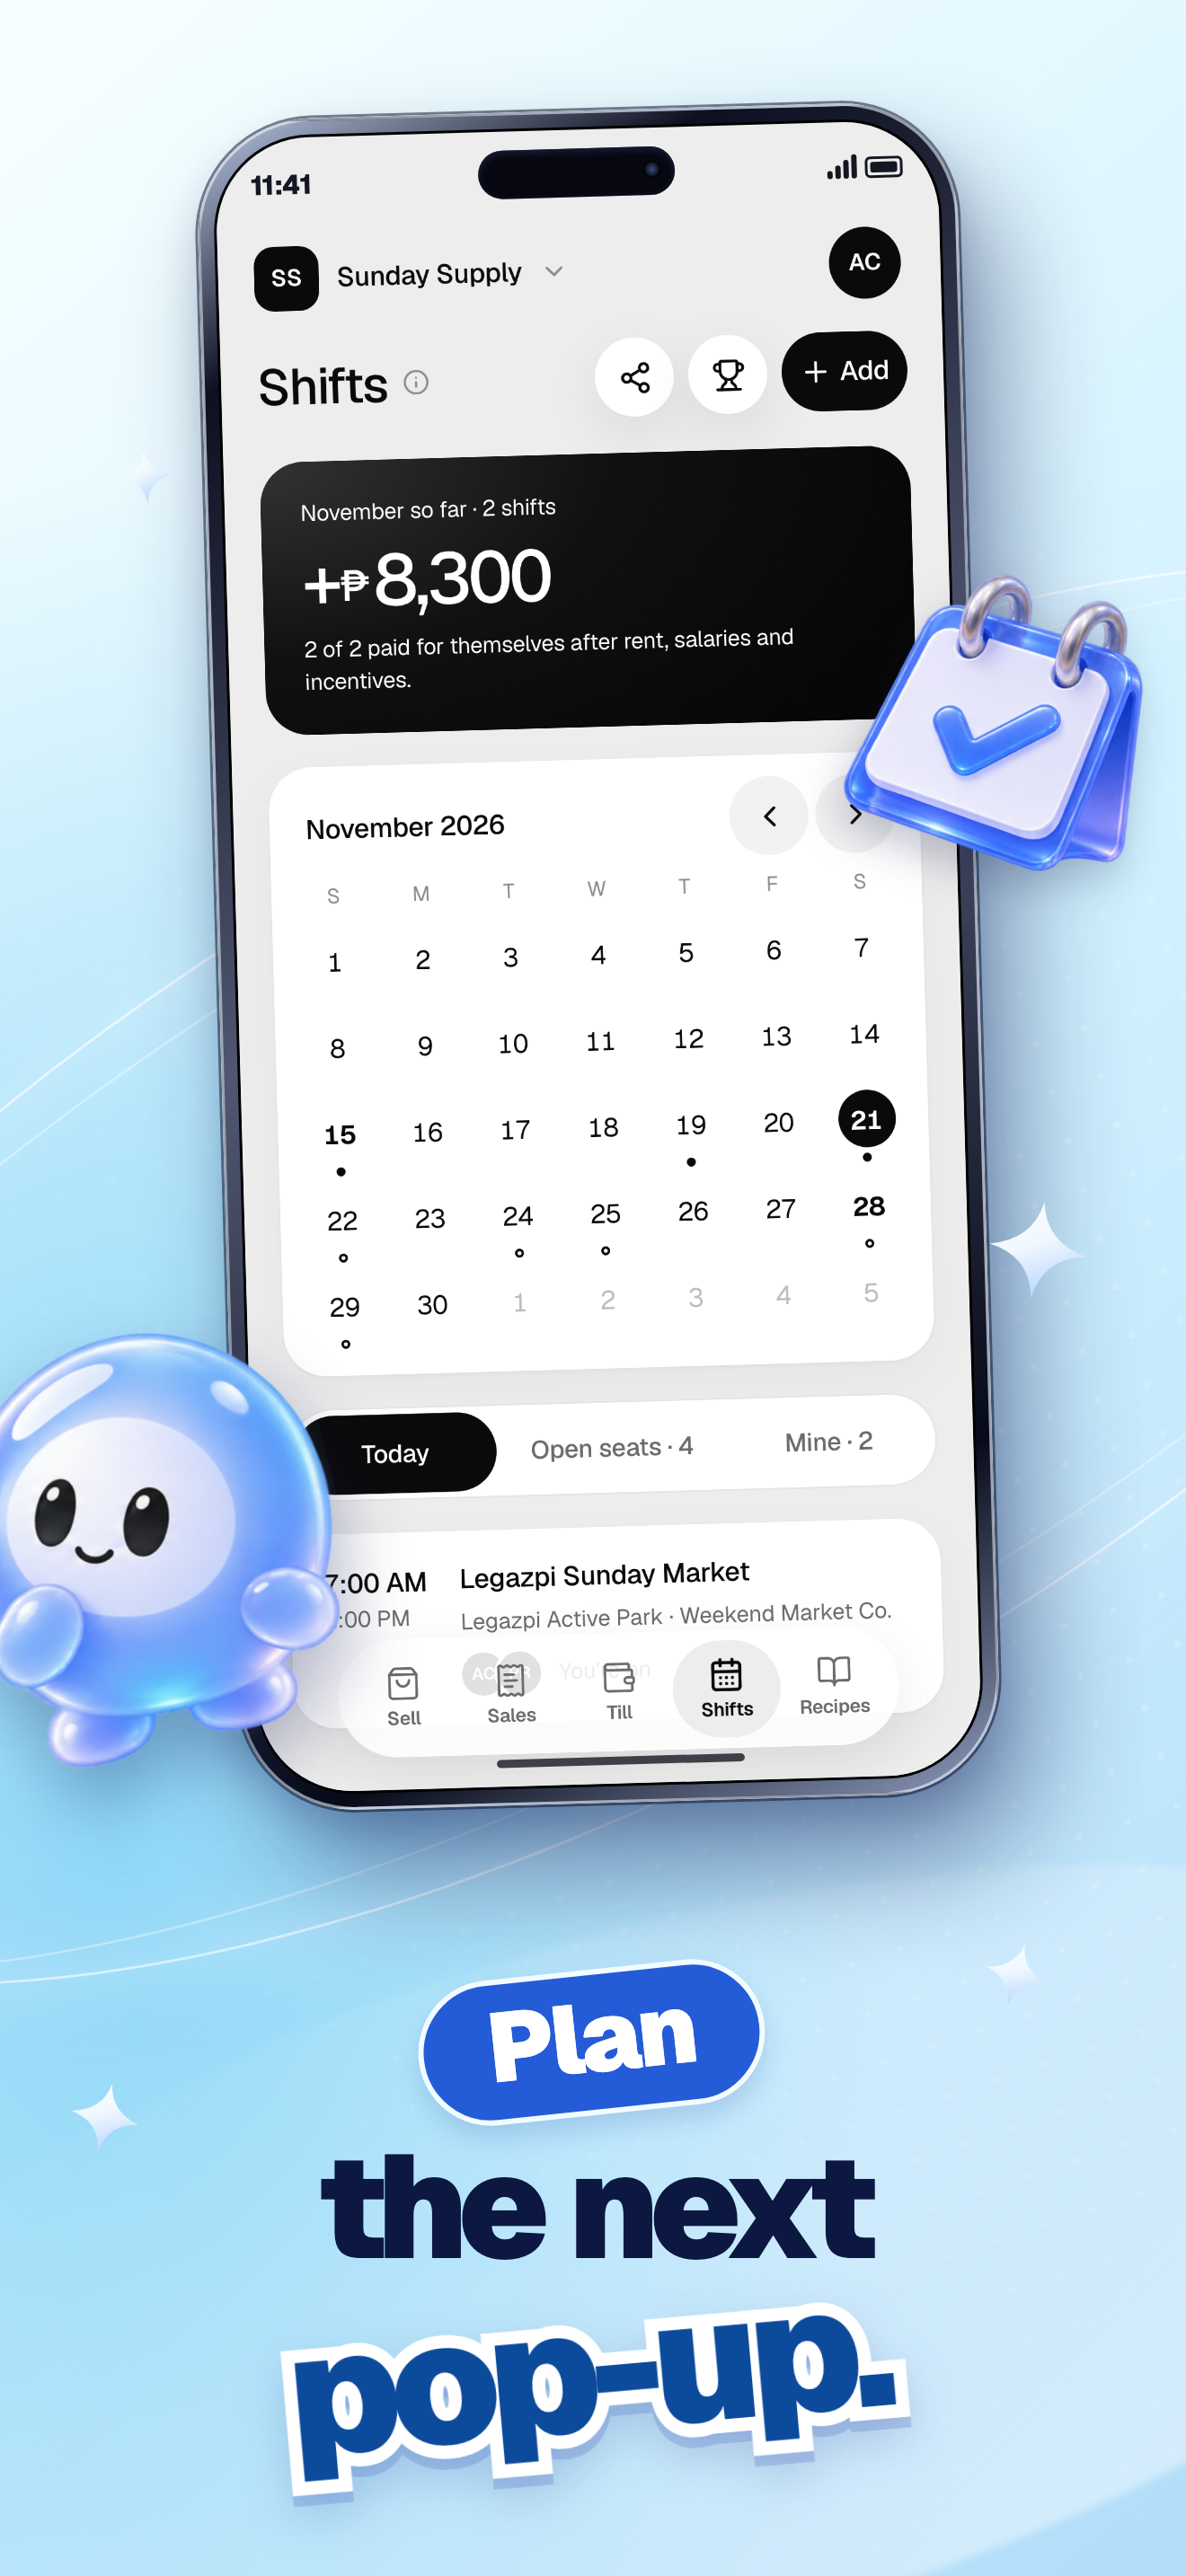 11:41
SS Sunday Supply AC
Shifts + Add
November so far · 2 shifts
+₱8,300
2 of 2 paid for themselves after rent, salaries and
incentives.
November 2026
S M T W T F S
1 2 3 4 5 6 7
8 9 10 11 12 13 14
15 16 17 18 19 20 21
22 23 24 25 26 27 28
29 30 1 2 3 4 5
Today Open seats · 4 Mine · 2
7:00 AM Legazpi Sunday Market
:00 PM Legazpi Active Park · Weekend Market Co.
AC You're on
Sell Sales Till Shifts Recipes
Plan
the next
pop-up.